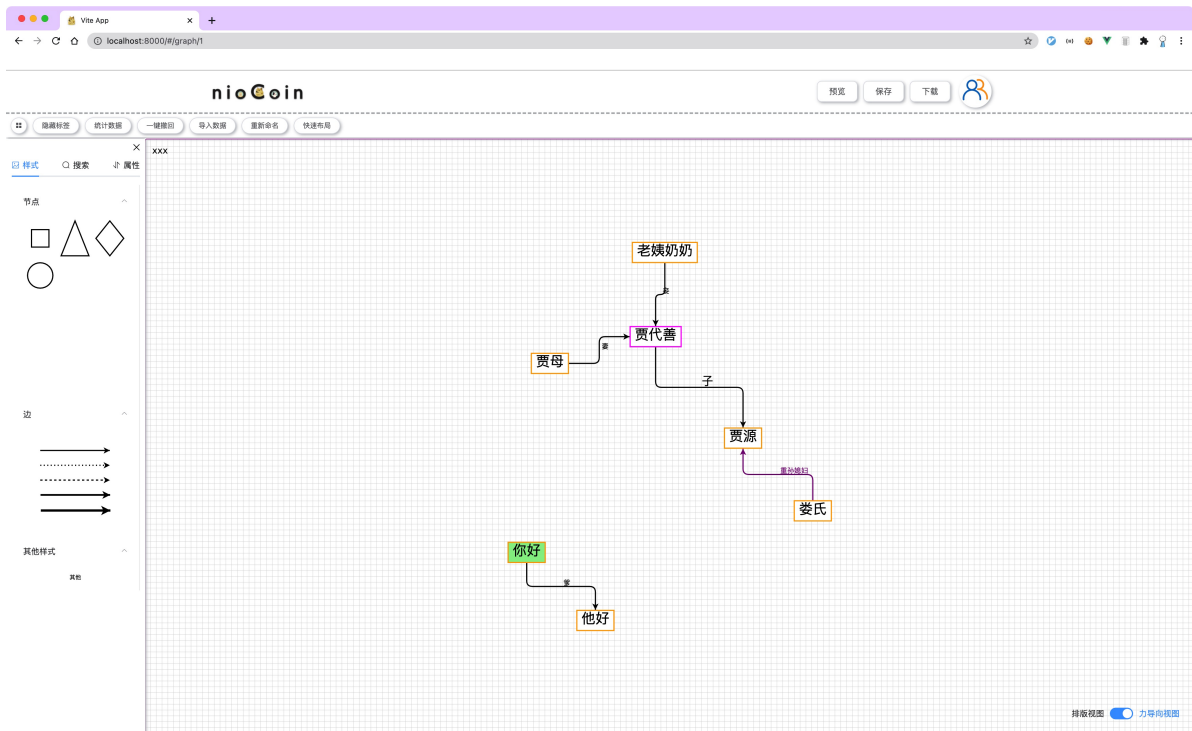 Vite App
localhost:8000/#/graph/1
nioCoin
预览
保存
下载
隐藏标签
统计数据
一键撤回
导入数据
重新命名
快速布局
样式
搜索
属性
xxx
节点
老姨奶奶
贾代善
妻
贾母
子
边
贾源
重孙媳妇
娄氏
其他样式
你好
其他
爹
他好
排版视图
力导向视图